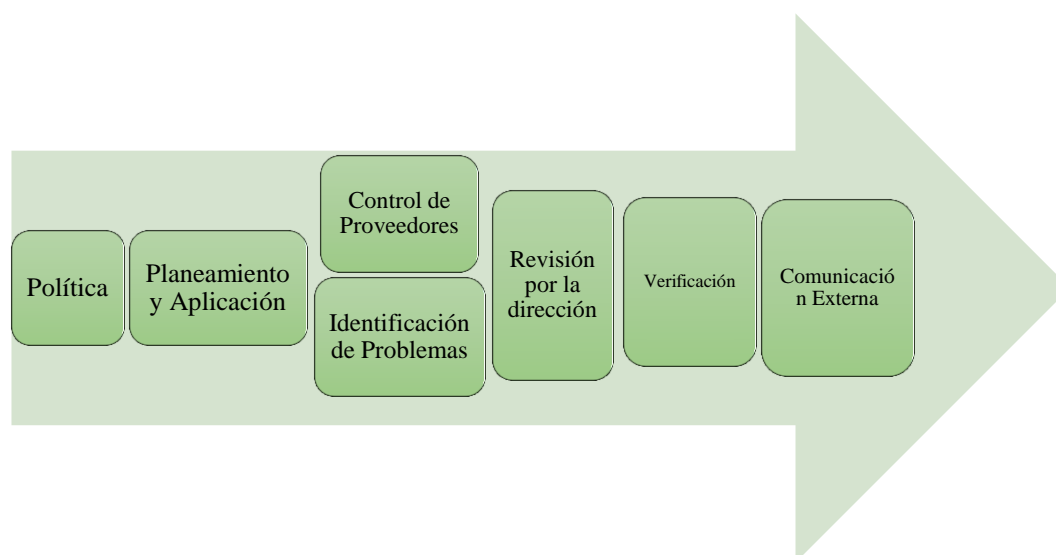 Política
Planeamiento
y Aplicación
Control de
Proveedores
Identificación
de Problemas
Revisión
por la
dirección
Verificación
Comunicació
n Externa